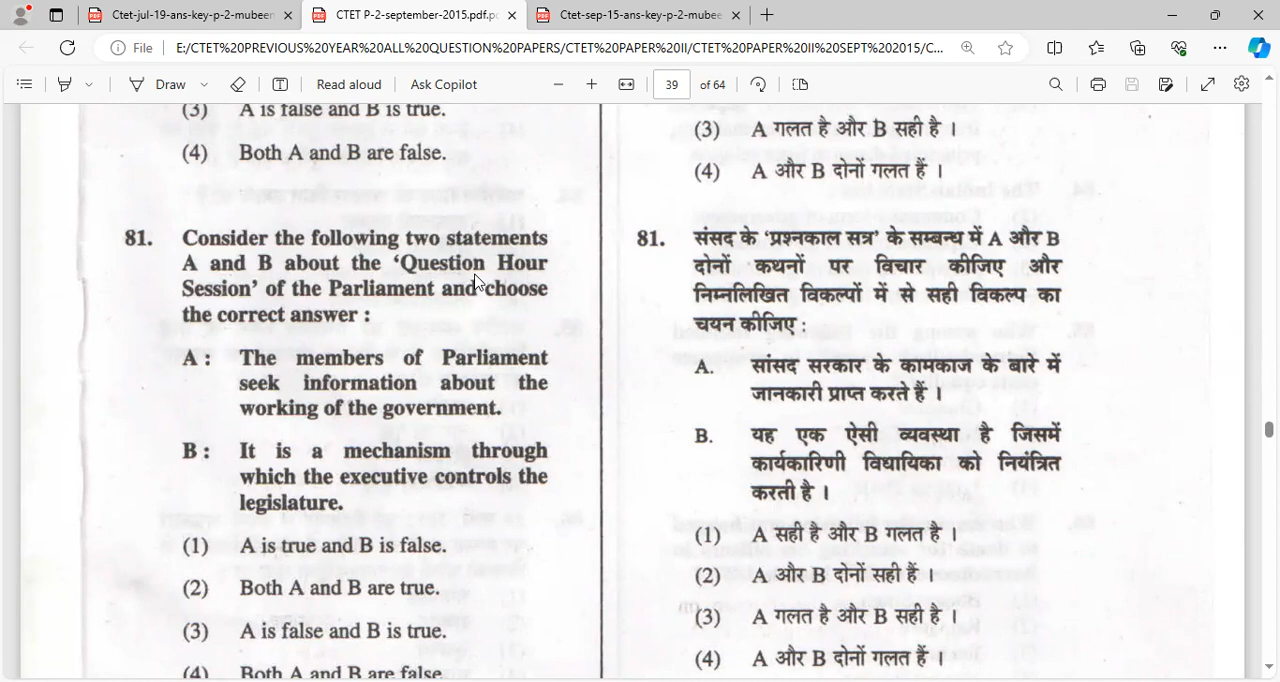 Ctet-jul-19-ans-key-p-2-mubeen
CTET P-2-september-2015.pdf.pc
Ctet-sep-15-ans-key-p-2-mubeen
File
E:/CTET%20PREVIOUS%20YEAR%20ALL%20QUESTION%20PAPERS/CTET%20PAPER%20II/CTET%20PAPER%20II%20SEPT%202015/C...
Draw
Read aloud
Ask Copilot
39 of 64
(3) A is false and B is true.
(4) Both A and B are false.
81. Consider the following two statements
A and B about the ‘Question Hour
Session’ of the Parliament and choose
the correct answer :
A : The members of Parliament
seek information about the
working of the government.
B : It is a mechanism through
which the executive controls the
legislature.
(1) A is true and B is false.
(2) Both A and B are true.
(3) A is false and B is true.
(4) Both A and B are false.
(3) A गलत है और B सही है ।
(4) A और B दोनों गलत हैं ।
81. संसद के ‘प्रश्नकाल सत्र’ के सम्बन्ध में A और B
दोनों कथनों पर विचार कीजिए और
निम्नलिखित विकल्पों में से सही विकल्प का
चयन कीजिए :
A. सांसद सरकार के कामकाज के बारे में
जानकारी प्राप्त करते हैं ।
B. यह एक ऐसी व्यवस्था है जिसमें
कार्यकारिणी विधायिका को नियंत्रित
करती है ।
(1) A सही है और B गलत है ।
(2) A और B दोनों सही हैं ।
(3) A गलत है और B सही है ।
(4) A और B दोनों गलत हैं ।